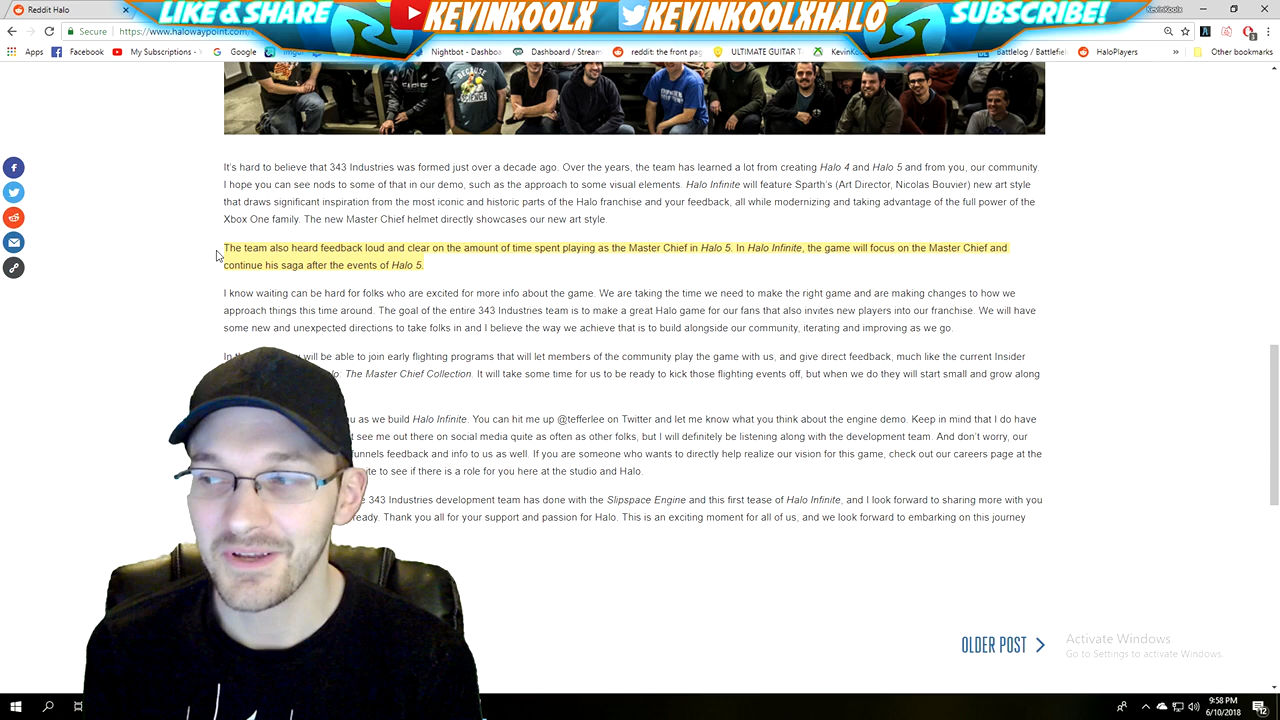 LIKE & SHARE
KEVINKOOLX
KEVINKOOLXHALO
SUBSCRIBE!
Reddit Halo
KevinKoolx
Secure
https://www.halowaypoint.com/
Apps
Facebook
My Subscriptions -
Google
Imgur
Nightbot - Dashboa
Dashboard / Stream
reddit: the front pag
ULTIMATE GUITAR T
KevinKo
Battlelog / Battlefiel
HaloPlayers
»
Other bookmarks
BECAUSE
SCIENCE
It's hard to believe that 343 Industries was formed just over a decade ago. Over the years, the team has learned a lot from creating Halo 4 and Halo 5 and from you, our community.
I hope you can see nods to some of that in our demo, such as the approach to some visual elements. Halo Infinite will feature Sparth's (Art Director, Nicolas Bouvier) new art style
that draws significant inspiration from the most iconic and historic parts of the Halo franchise and your feedback, all while modernizing and taking advantage of the full power of the
Xbox One family. The new Master Chief helmet directly showcases our new art style.
The team also heard feedback loud and clear on the amount of time spent playing as the Master Chief in Halo 5. In Halo Infinite, the game will focus on the Master Chief and
continue his saga after the events of Halo 5.
I know waiting can be hard for folks who are excited for more info about the game. We are taking the time we need to make the right game and are making changes to how we
approach things this time around. The goal of the entire 343 Industries team is to make a great Halo game for our fans that also invites new players into our franchise. We will have
some new and unexpected directions to take folks in and I believe the way we achieve that is to build alongside our community, iterating and improving as we go.
will be able to join early flighting programs that will let members of the community play the game with us, and give direct feedback, much like the current Insider
The Master Chief Collection. It will take some time for us to be ready to kick those flighting events off, but when we do they will start small and grow along
as we build Halo Infinite. You can hit me up @tefferlee on Twitter and let me know what you think about the engine demo. Keep in mind that I do have
see me out there on social media quite as often as other folks, but I will definitely be listening along with the development team. And don't worry, our
funnels feedback and info to us as well. If you are someone who wants to directly help realize our vision for this game, check out our careers page at the
to see if there is a role for you here at the studio and Halo.
343 Industries development team has done with the Slipspace Engine and this first tease of Halo Infinite, and I look forward to sharing more with you
ready. Thank you all for your support and passion for Halo. This is an exciting moment for all of us, and we look forward to embarking on this journey
OLDER POST
Activate Windows
Go to Settings to activate Windows.
9:58 PM
6/10/2018
12